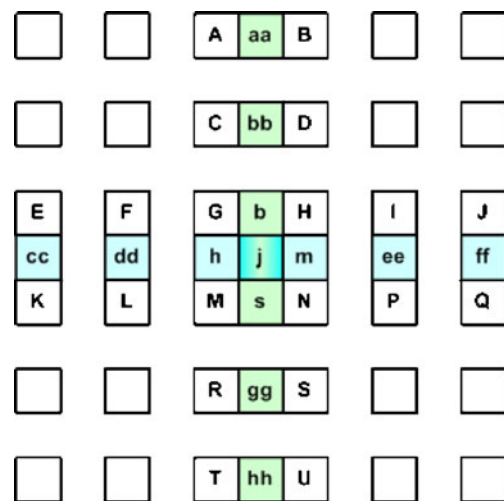 A aa B
C bb D
E F G b H I J
cc dd h j m ee ff
K L M s N P Q
R gg S
T hh U